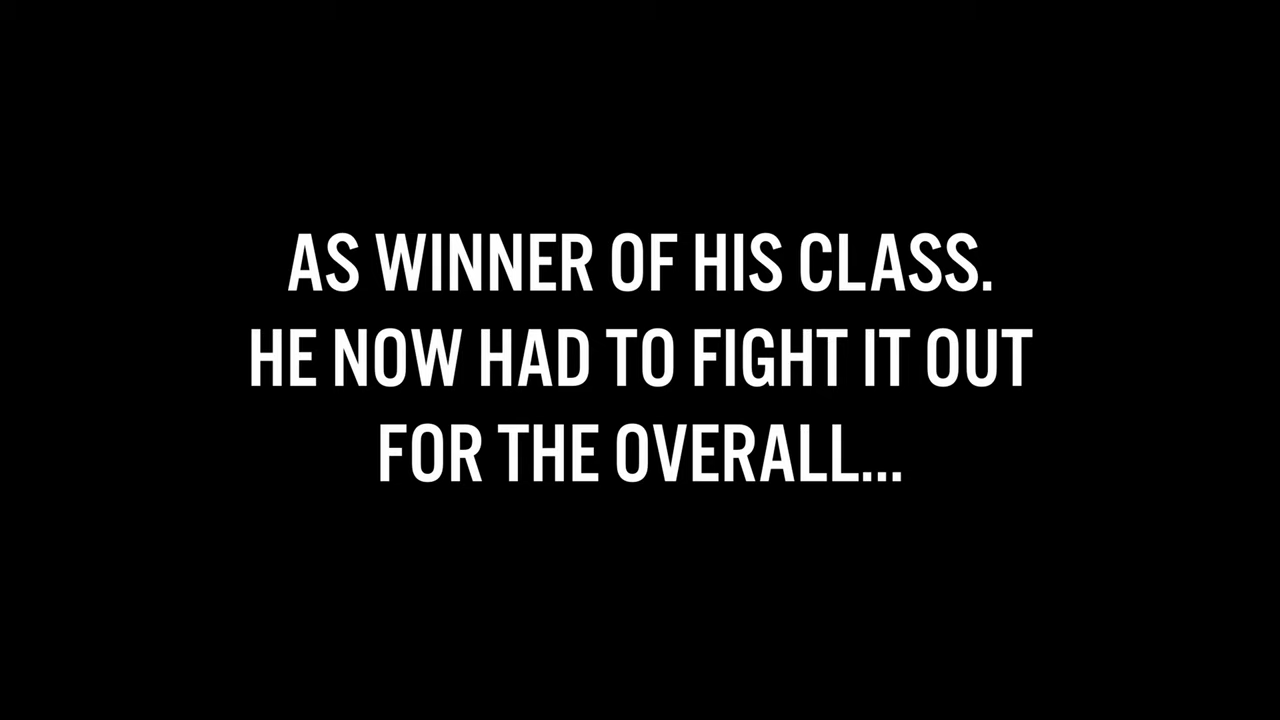 AS WINNER OF HIS CLASS.
HE NOW HAD TO FIGHT IT OUT
FOR THE OVERALL...